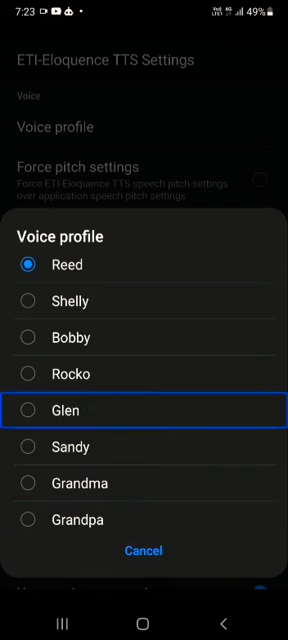 7:23
49%
ETI-Eloquence TTS Settings
Voice
Voice profile
Force pitch settings
Force ETI-Eloquence TTS speech pitch settings
over application speech pitch settings
Voice profile
Reed
Shelly
Bobby
Rocko
Glen
Sandy
Grandma
Grandpa
Cancel